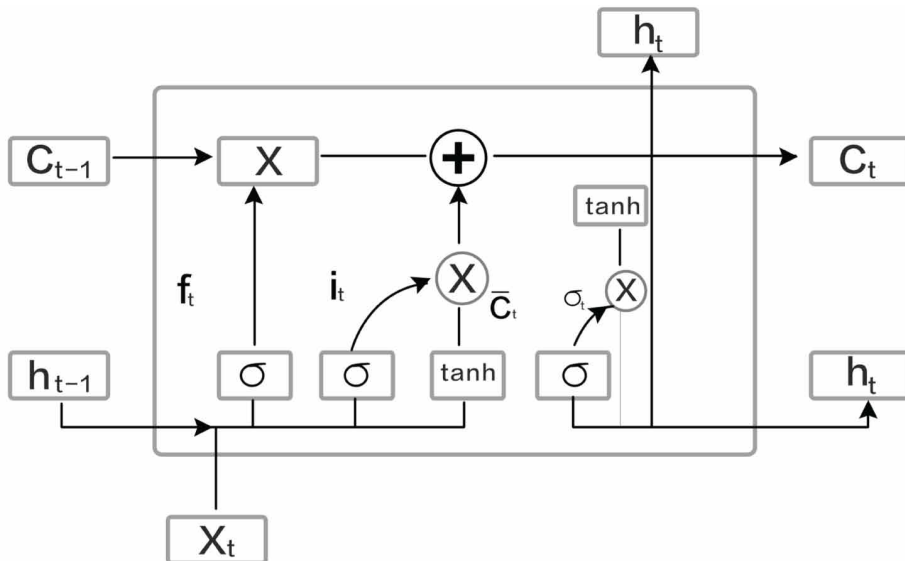 h_t
C_{t-1}
X
+
C_t
tanh
f_t
i_t
X
C̅_t
σ_t
X
h_{t-1}
σ
σ
tanh
σ
h_t
X_t